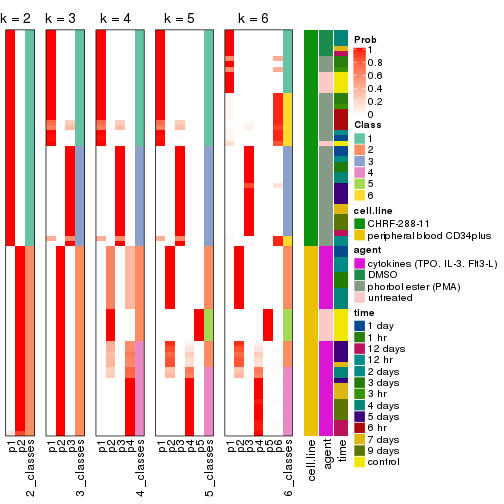 k = 2
k = 3
k = 4
k = 5
k = 6
p1
p2
2_classes
p1
p2
p3
3_classes
p1
p2
p3
p4
4_classes
p1
p2
p3
p4
p5
5_classes
p1
p2
p3
p4
p5
p6
6_classes
cell.line
agent
time
Prob
1
0.8
0.6
0.4
0.2
0
Class
1
2
3
4
5
6
cell.line
CHRF-288-11
peripheral blood CD34plus
agent
cytokines (TPO, IL-3, Flt3-L)
DMSO
phorbol ester (PMA)
untreated
time
1 day
1 hr
12 days
12 hr
2 days
3 days
3 hr
4 days
5 days
6 hr
7 days
9 days
control